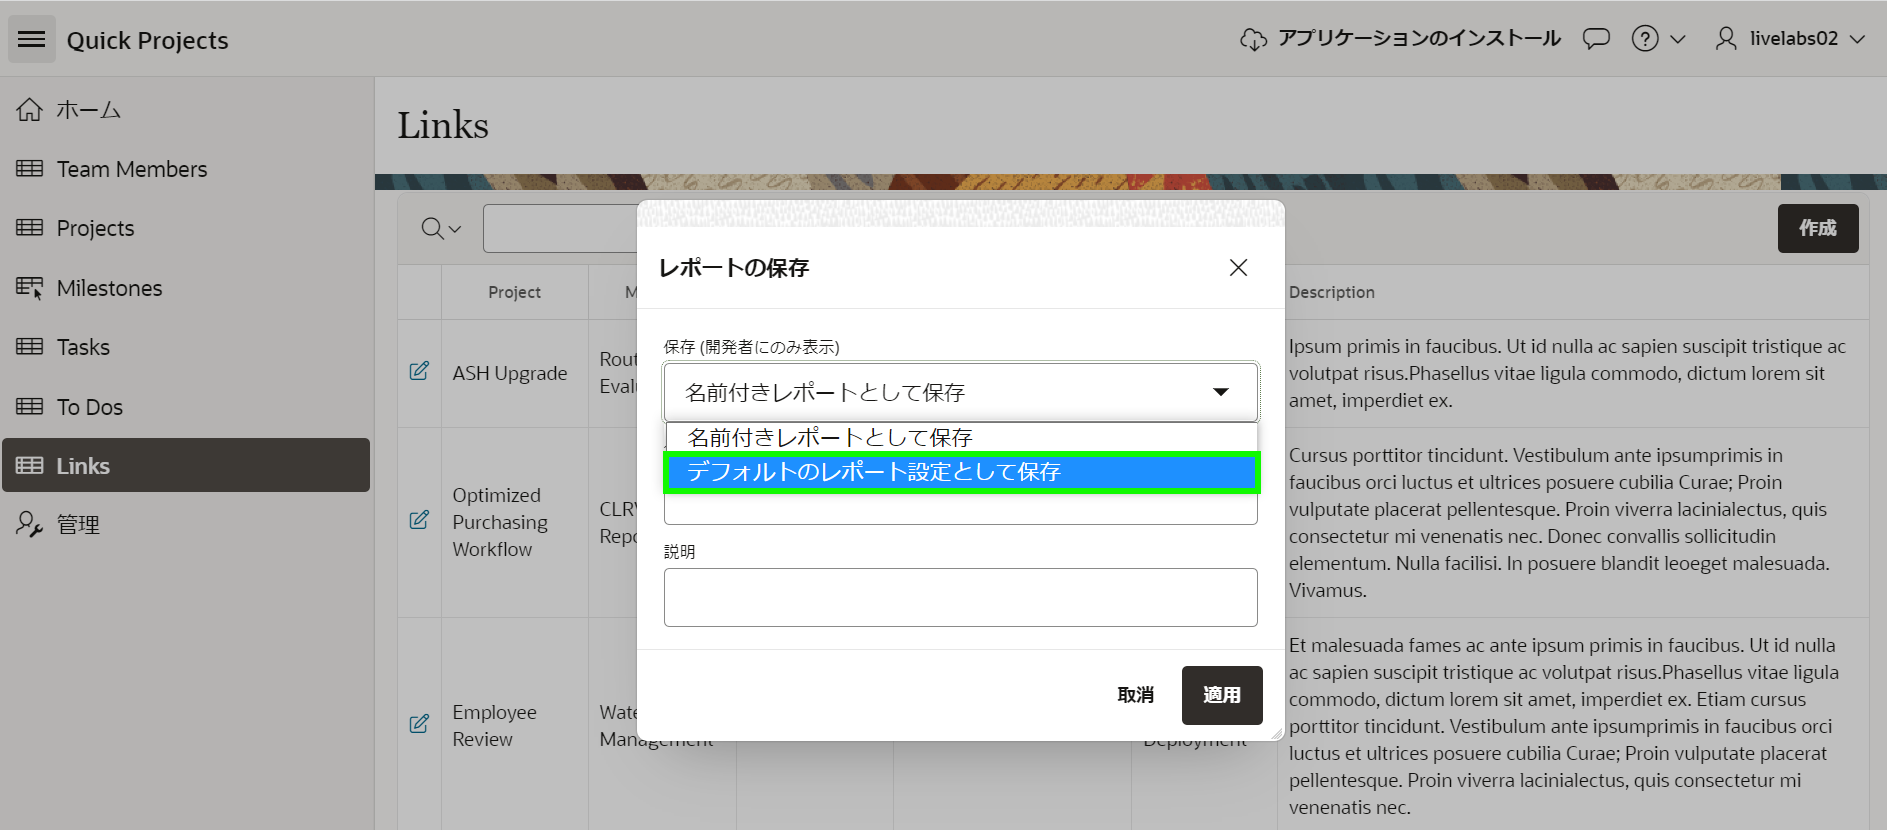 Quick Projects
アプリケーションのインストール
livelabs02
ホーム
Team Members
Projects
Milestones
Tasks
To Dos
Links
管理
Links
作成
Project
M
Description
ASH Upgrade
Rout
Evalu
Ipsum primis in faucibus. Ut id nulla ac sapien suscipit tristique ac
volutpat risus.Phasellus vitae ligula commodo, dictum lorem sit
amet, imperdiet ex.
Optimized
Purchasing
Workflow
CLRV
Repo
Cursus porttitor tincidunt. Vestibulum ante ipsumprimis in
faucibus orci luctus et ultrices posuere cubilia Curae; Proin
vulputate placerat pellentesque. Proin viverra lacinialectus, quis
consectetur mi venenatis nec. Donec convallis sollicitudin
elementum. Nulla facilisi. In posuere blandit leoeget malesuada.
Vivamus.
Employee
Review
Wate
Management
Deployment
Et malesuada fames ac ante ipsum primis in faucibus. Ut id nulla
ac sapien suscipit tristique ac volutpat risus.Phasellus vitae ligula
commodo, dictum lorem sit amet, imperdiet ex. Etiam cursus
porttitor tincidunt. Vestibulum ante ipsumprimis in faucibus orci
luctus et ultrices posuere cubilia Curae; Proin vulputate placerat
pellentesque. Proin viverra lacinialectus, quis consectetur mi
venenatis nec.
レポートの保存
保存 (開発者にのみ表示)
名前付きレポートとして保存
名前付きレポートとして保存
デフォルトのレポート設定として保存
説明
取消
適用